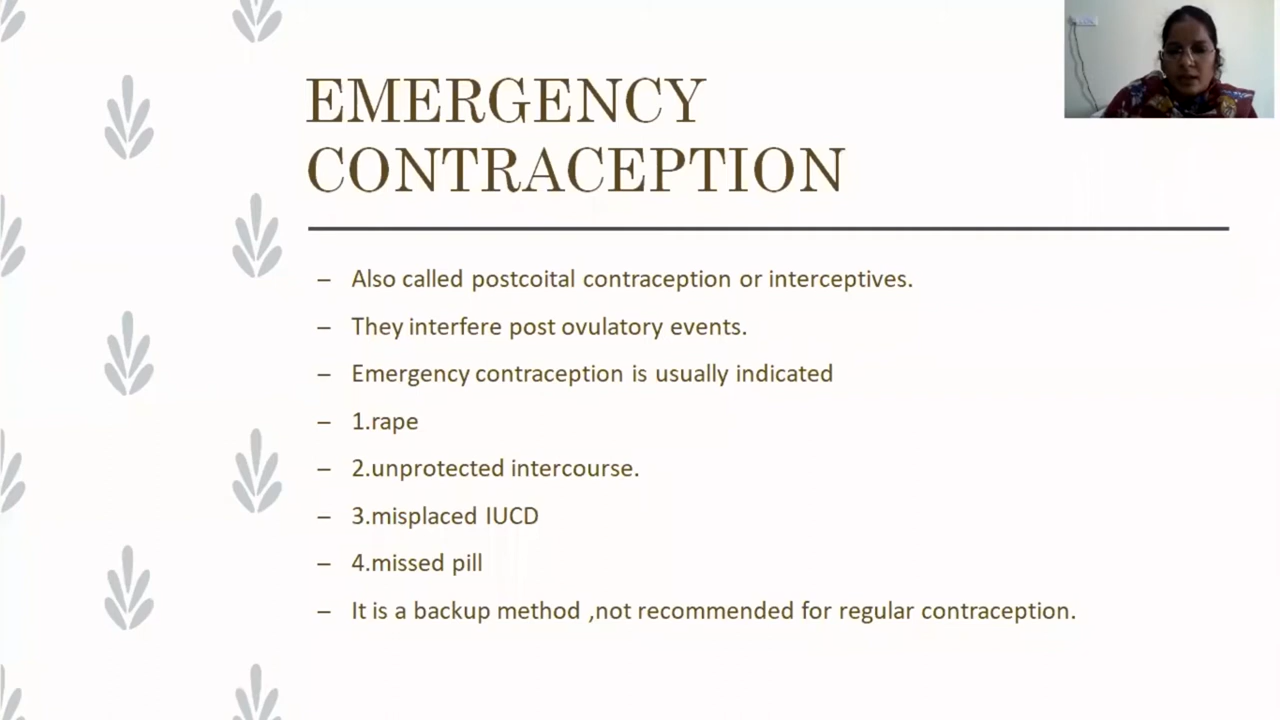 EMERGENCY
CONTRACEPTION
– Also called postcoital contraception or interceptives.
– They interfere post ovulatory events.
– Emergency contraception is usually indicated
– 1.rape
– 2.unprotected intercourse.
– 3.misplaced IUCD
– 4.missed pill
– It is a backup method ,not recommended for regular contraception.